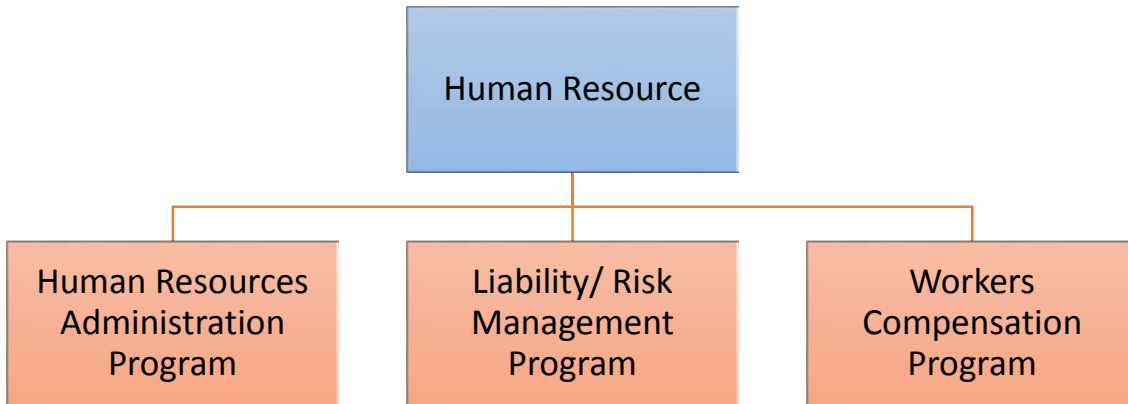 Human Resource
Human Resources
Administration
Program
Liability/ Risk
Management
Program
Workers
Compensation
Program